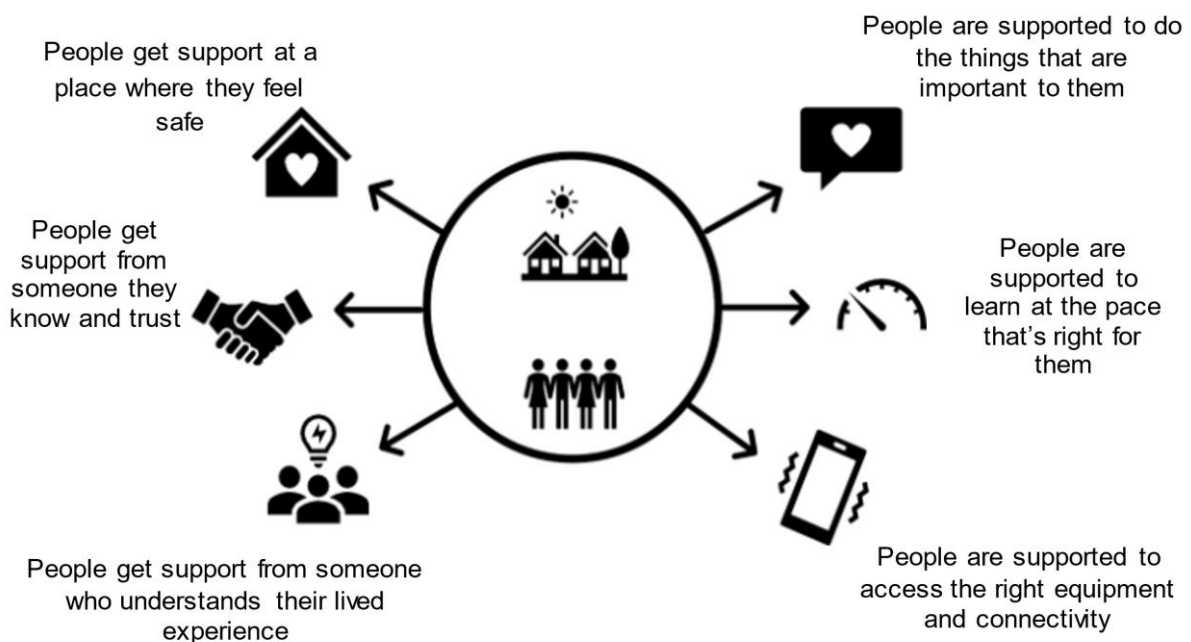 People get support at a
place where they feel
safe
People are supported to do
the things that are
important to them
People get
support from
someone they
know and trust
People are
supported to
learn at the pace
that's right for
them
People get support from someone
who understands their lived
experience
People are supported to
access the right equipment
and connectivity